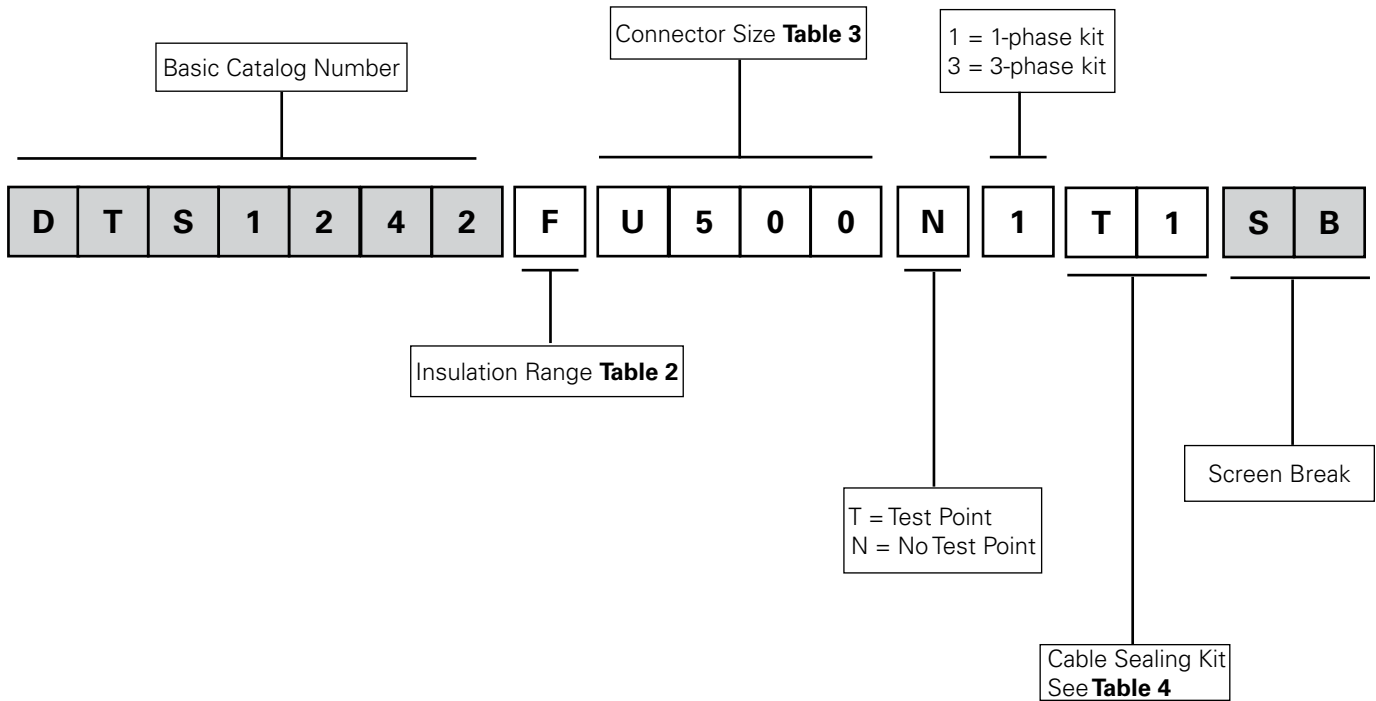 Basic Catalog Number
Connector Size Table 3
1 = 1-phase kit
3 = 3-phase kit
D T S 1 2 4 2 F U 5 0 0 N 1 T 1 S B
Insulation Range Table 2
Screen Break
T = Test Point
N = No Test Point
Cable Sealing Kit
See Table 4